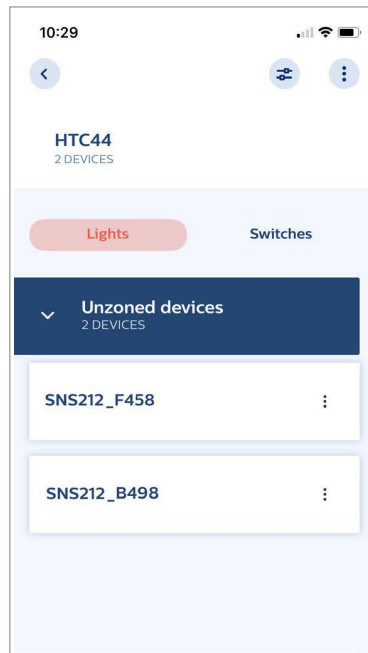 10:29
HTC44
2 DEVICES
Lights
Switches
Unzoned devices
2 DEVICES
SNS212_F458
SNS212_B498